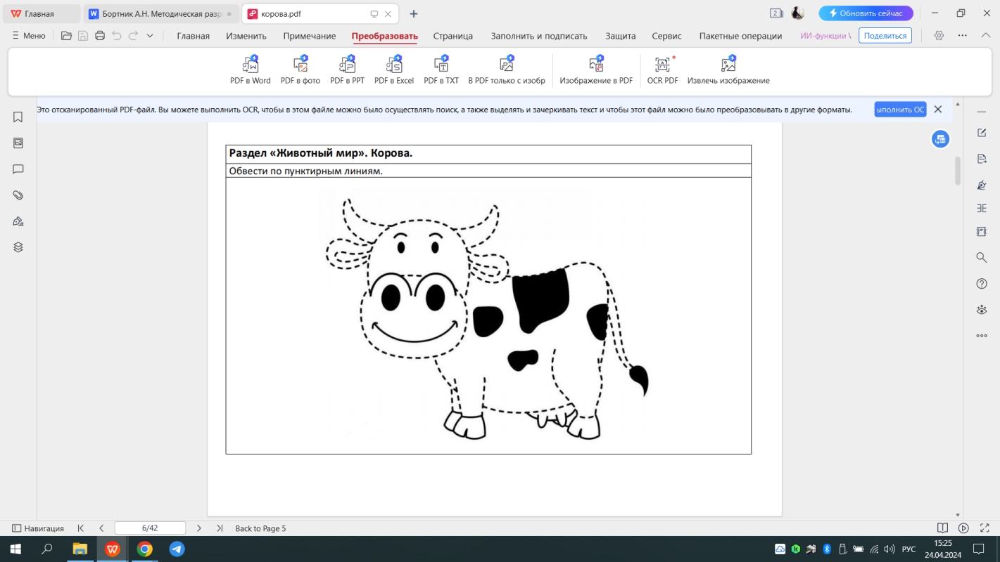 Главная
Бортник А.Н. Методическая разр
корова.pdf
2
Обновить сейчас
Меню
Главная
Изменить
Примечание
Преобразовать
Страница
Заполнить и подписать
Защита
Сервис
Пакетные операции
ИИ-функции \
Поделиться
PDF в Word
PDF в фото
PDF в PPT
PDF в Excel
PDF в TXT
В PDF только с изобр
Изображение в PDF
OCR PDF
Извлечь изображение
Это отсканированный PDF-файл. Вы можете выполнить OCR, чтобы в этом файле можно было осуществлять поиск, а также выделять и зачеркивать текст и чтобы этот файл можно было преобразовывать в другие форматы.
ыполнить ОС
Раздел «Животный мир». Корова.
Обвести по пунктирным линиям.
Навигация
6/42
Back to Page 5
РУС
15:25
24.04.2024